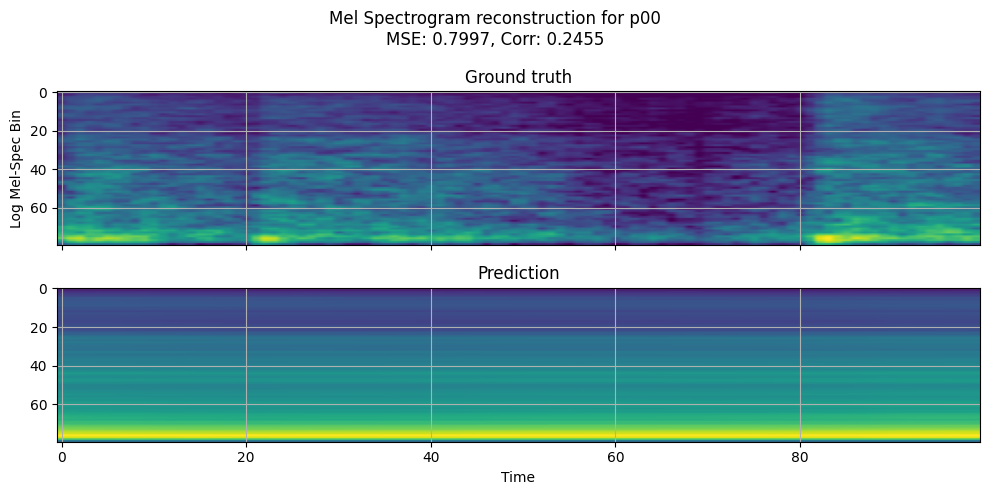 Mel Spectrogram reconstruction for p00
MSE: 0.7997, Corr: 0.2455
Ground truth
0
20
40
60
Log Mel-Spec Bin
Prediction
0
20
40
60
0 20 40 60 80
Time